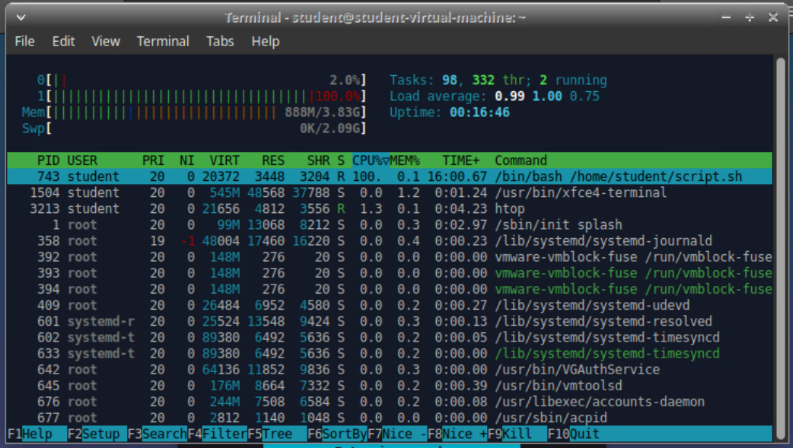 Terminal - student@student-virtual-machine: ~
File Edit View Terminal Tabs Help
0[|| 2.0%] Tasks: 98, 332 thr; 2 running
1[||||||||||||||||||||||||||||||||||100.0%] Load average: 0.99 1.00 0.75
Mem[|||||||||||||||||||||||||||||| 888M/3.83G] Uptime: 00:16:46
Swp[ 0K/2.09G]
PID USER PRI NI VIRT RES SHR S CPU%▽MEM% TIME+ Command
743 student 20 0 20372 3448 3204 R 100. 0.1 16:00.67 /bin/bash /home/student/script.sh
1504 student 20 0 545M 48568 37788 S 0.0 1.2 0:01.24 /usr/bin/xfce4-terminal
3213 student 20 0 21656 4812 3556 R 1.3 0.1 0:04.23 htop
1 root 20 0 99M 13068 8212 S 0.0 0.3 0:02.97 /sbin/init splash
358 root 19 -1 48004 17460 16220 S 0.0 0.4 0:00.23 /lib/systemd/systemd-journald
392 root 20 0 148M 276 20 S 0.0 0.0 0:00.00 vmware-vmblock-fuse /run/vmblock-fuse
393 root 20 0 148M 276 20 S 0.0 0.0 0:00.00 vmware-vmblock-fuse /run/vmblock-fuse
394 root 20 0 148M 276 20 S 0.0 0.0 0:00.00 vmware-vmblock-fuse /run/vmblock-fuse
409 root 20 0 26484 6952 4580 S 0.0 0.2 0:00.27 /lib/systemd/systemd-udevd
601 systemd-r 20 0 25524 13548 9424 S 0.0 0.3 0:00.13 /lib/systemd/systemd-resolved
602 systemd-t 20 0 89380 6492 5636 S 0.0 0.2 0:00.05 /lib/systemd/systemd-timesyncd
633 systemd-t 20 0 89380 6492 5636 S 0.0 0.2 0:00.00 /lib/systemd/systemd-timesyncd
642 root 20 0 64136 11852 9836 S 0.0 0.3 0:00.00 /usr/bin/VGAuthService
645 root 20 0 176M 8664 7332 S 0.0 0.2 0:00.39 /usr/bin/vmtoolsd
676 root 20 0 244M 7508 6584 S 0.0 0.2 0:00.08 /usr/libexec/accounts-daemon
677 root 20 0 2812 1140 1048 S 0.0 0.0 0:00.00 /usr/sbin/acpid
F1Help F2Setup F3SearchF4FilterF5Tree F6SortByF7Nice -F8Nice +F9Kill F10Quit